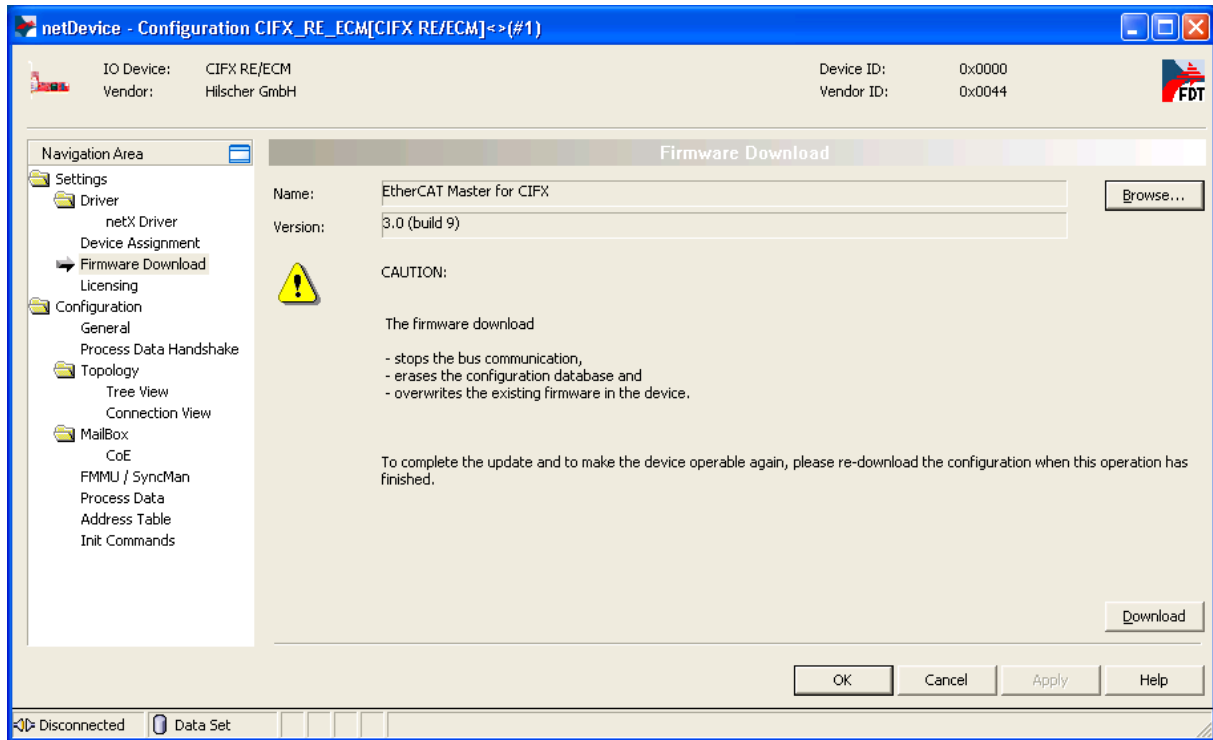 netDevice - Configuration CIFX_RE_ECM[CIFX RE/ECM]<>(#1)
IO Device: CIFX RE/ECM Device ID: 0x0000
Vendor: Hilscher GmbH Vendor ID: 0x0044
FDT
Navigation Area
Firmware Download
Settings
Driver
netX Driver
Device Assignment
Firmware Download
Licensing
Configuration
General
Process Data Handshake
Topology
Tree View
Connection View
MailBox
CoE
FMMU / SyncMan
Process Data
Address Table
Init Commands
Name: EtherCAT Master for CIFX Browse...
Version: 3.0 (build 9)
CAUTION:
The firmware download
- stops the bus communication,
- erases the configuration database and
- overwrites the existing firmware in the device.
To complete the update and to make the device operable again, please re-download the configuration when this operation has
finished.
Download
OK Cancel Apply Help
Disconnected Data Set